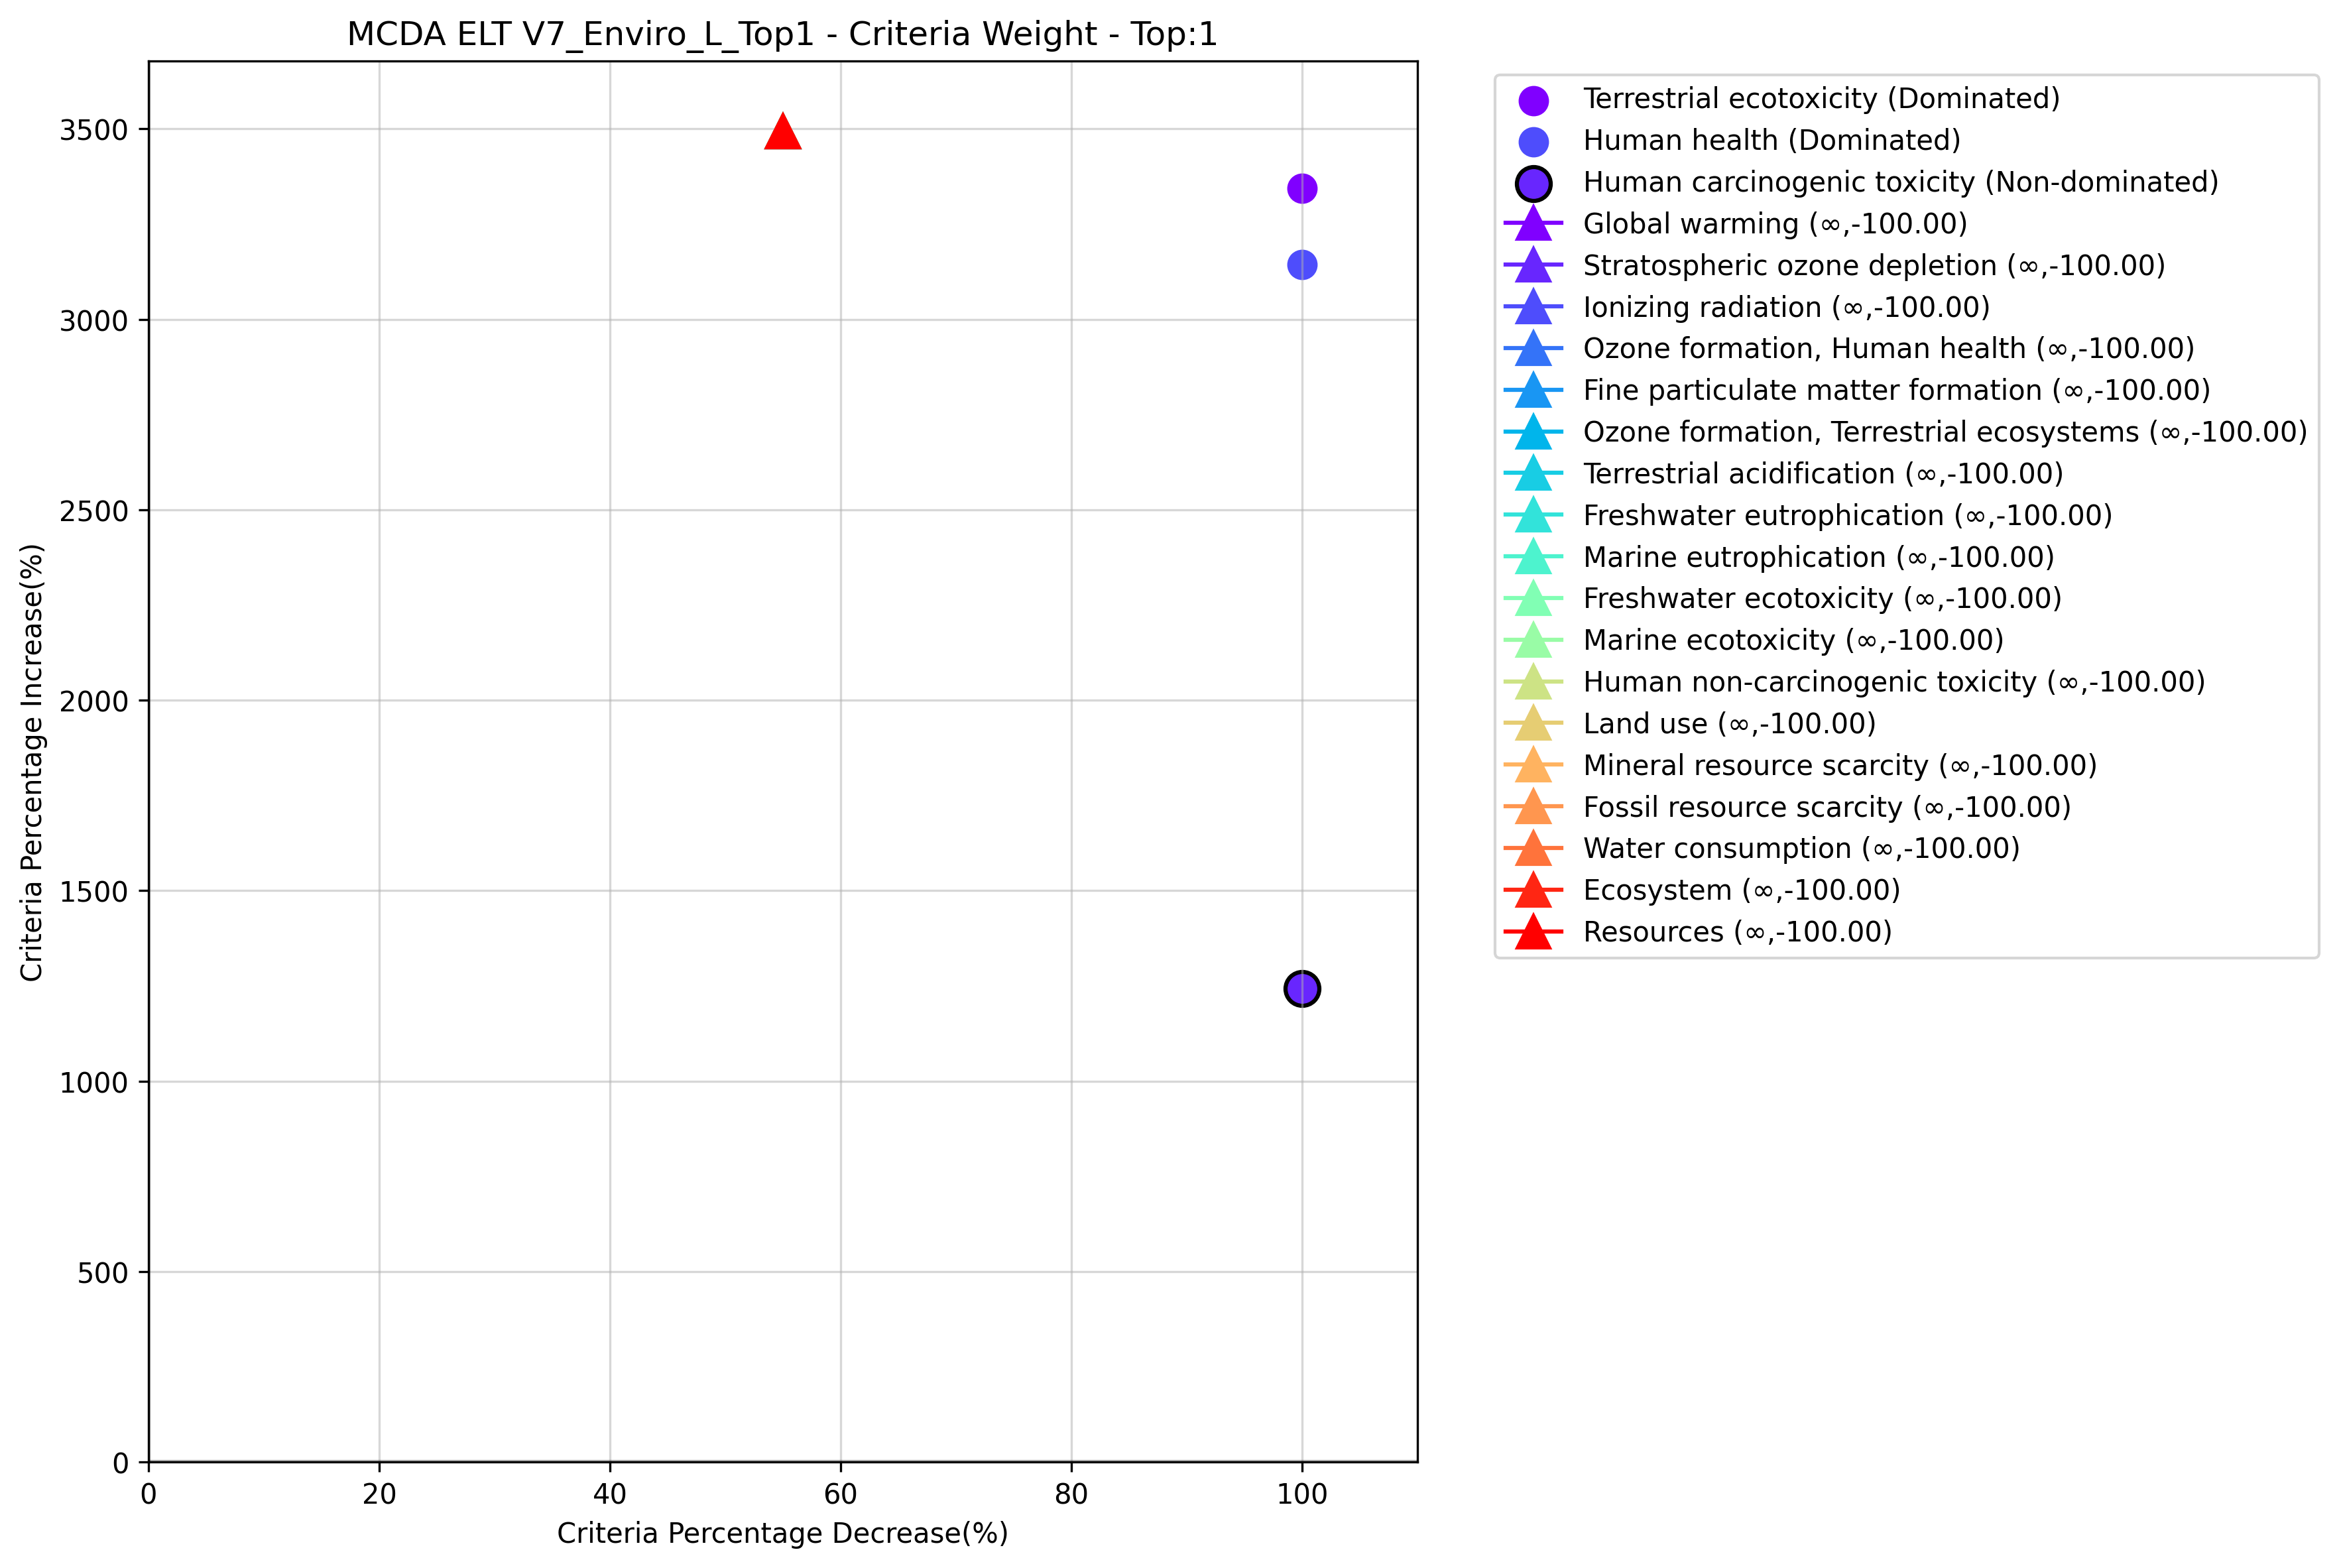 MCDA ELT V7_Enviro_L_Top1 - Criteria Weight - Top:1
Criteria Percentage Increase(%)
3500
3000
2500
2000
1500
1000
500
0
0 20 40 60 80 100
Criteria Percentage Decrease(%)
Terrestrial ecotoxicity (Dominated)
Human health (Dominated)
Human carcinogenic toxicity (Non-dominated)
Global warming (∞,-100.00)
Stratospheric ozone depletion (∞,-100.00)
Ionizing radiation (∞,-100.00)
Ozone formation, Human health (∞,-100.00)
Fine particulate matter formation (∞,-100.00)
Ozone formation, Terrestrial ecosystems (∞,-100.00)
Terrestrial acidification (∞,-100.00)
Freshwater eutrophication (∞,-100.00)
Marine eutrophication (∞,-100.00)
Freshwater ecotoxicity (∞,-100.00)
Marine ecotoxicity (∞,-100.00)
Human non-carcinogenic toxicity (∞,-100.00)
Land use (∞,-100.00)
Mineral resource scarcity (∞,-100.00)
Fossil resource scarcity (∞,-100.00)
Water consumption (∞,-100.00)
Ecosystem (∞,-100.00)
Resources (∞,-100.00)